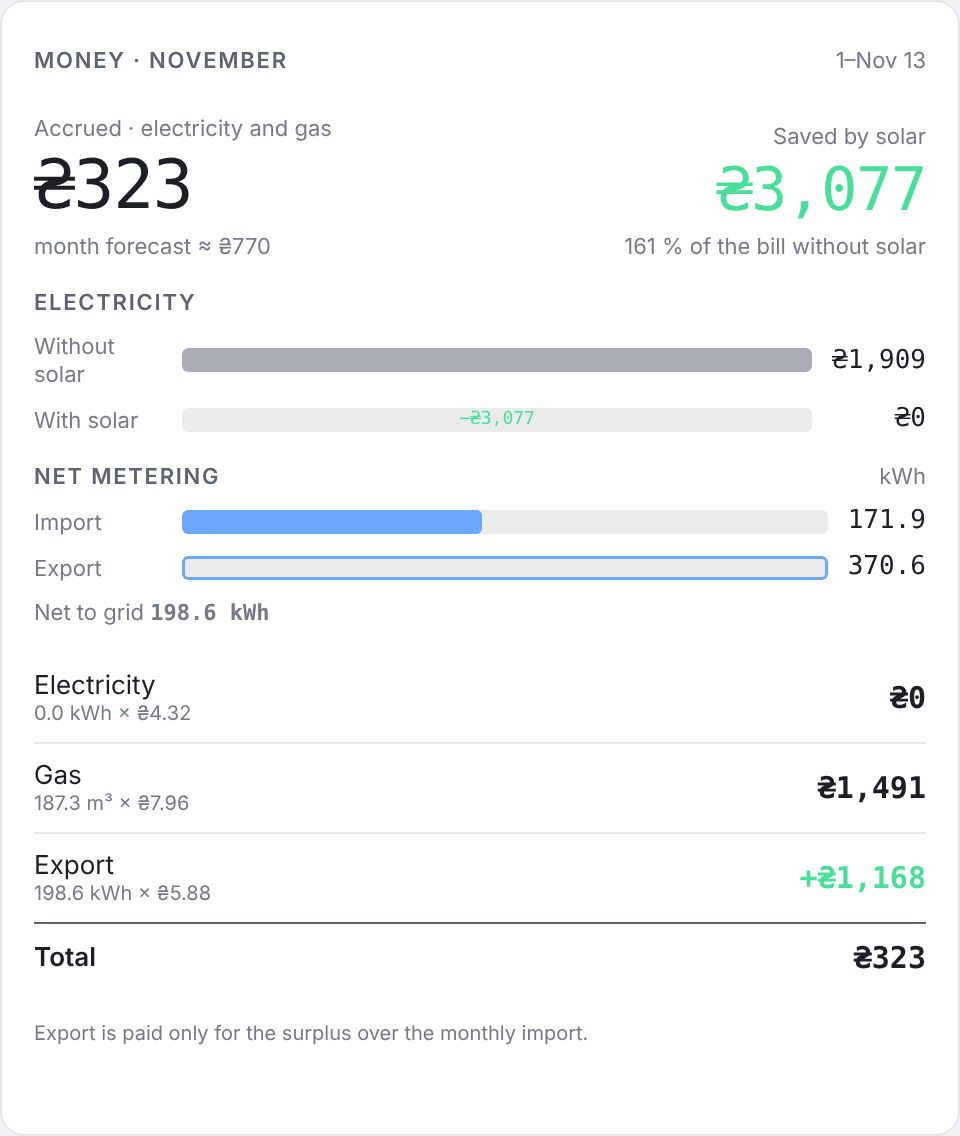 MONEY · NOVEMBER
1–Nov 13
Accrued · electricity and gas
₴323
month forecast ≈ ₴770
Saved by solar
₴3,077
161 % of the bill without solar
ELECTRICITY
Without
solar
₴1,909
With solar
−₴3,077
₴0
NET METERING
kWh
Import
171.9
Export
370.6
Net to grid 198.6 kWh
Electricity
0.0 kWh × ₴4.32
₴0
Gas
187.3 m³ × ₴7.96
₴1,491
Export
198.6 kWh × ₴5.88
+₴1,168
Total
₴323
Export is paid only for the surplus over the monthly import.